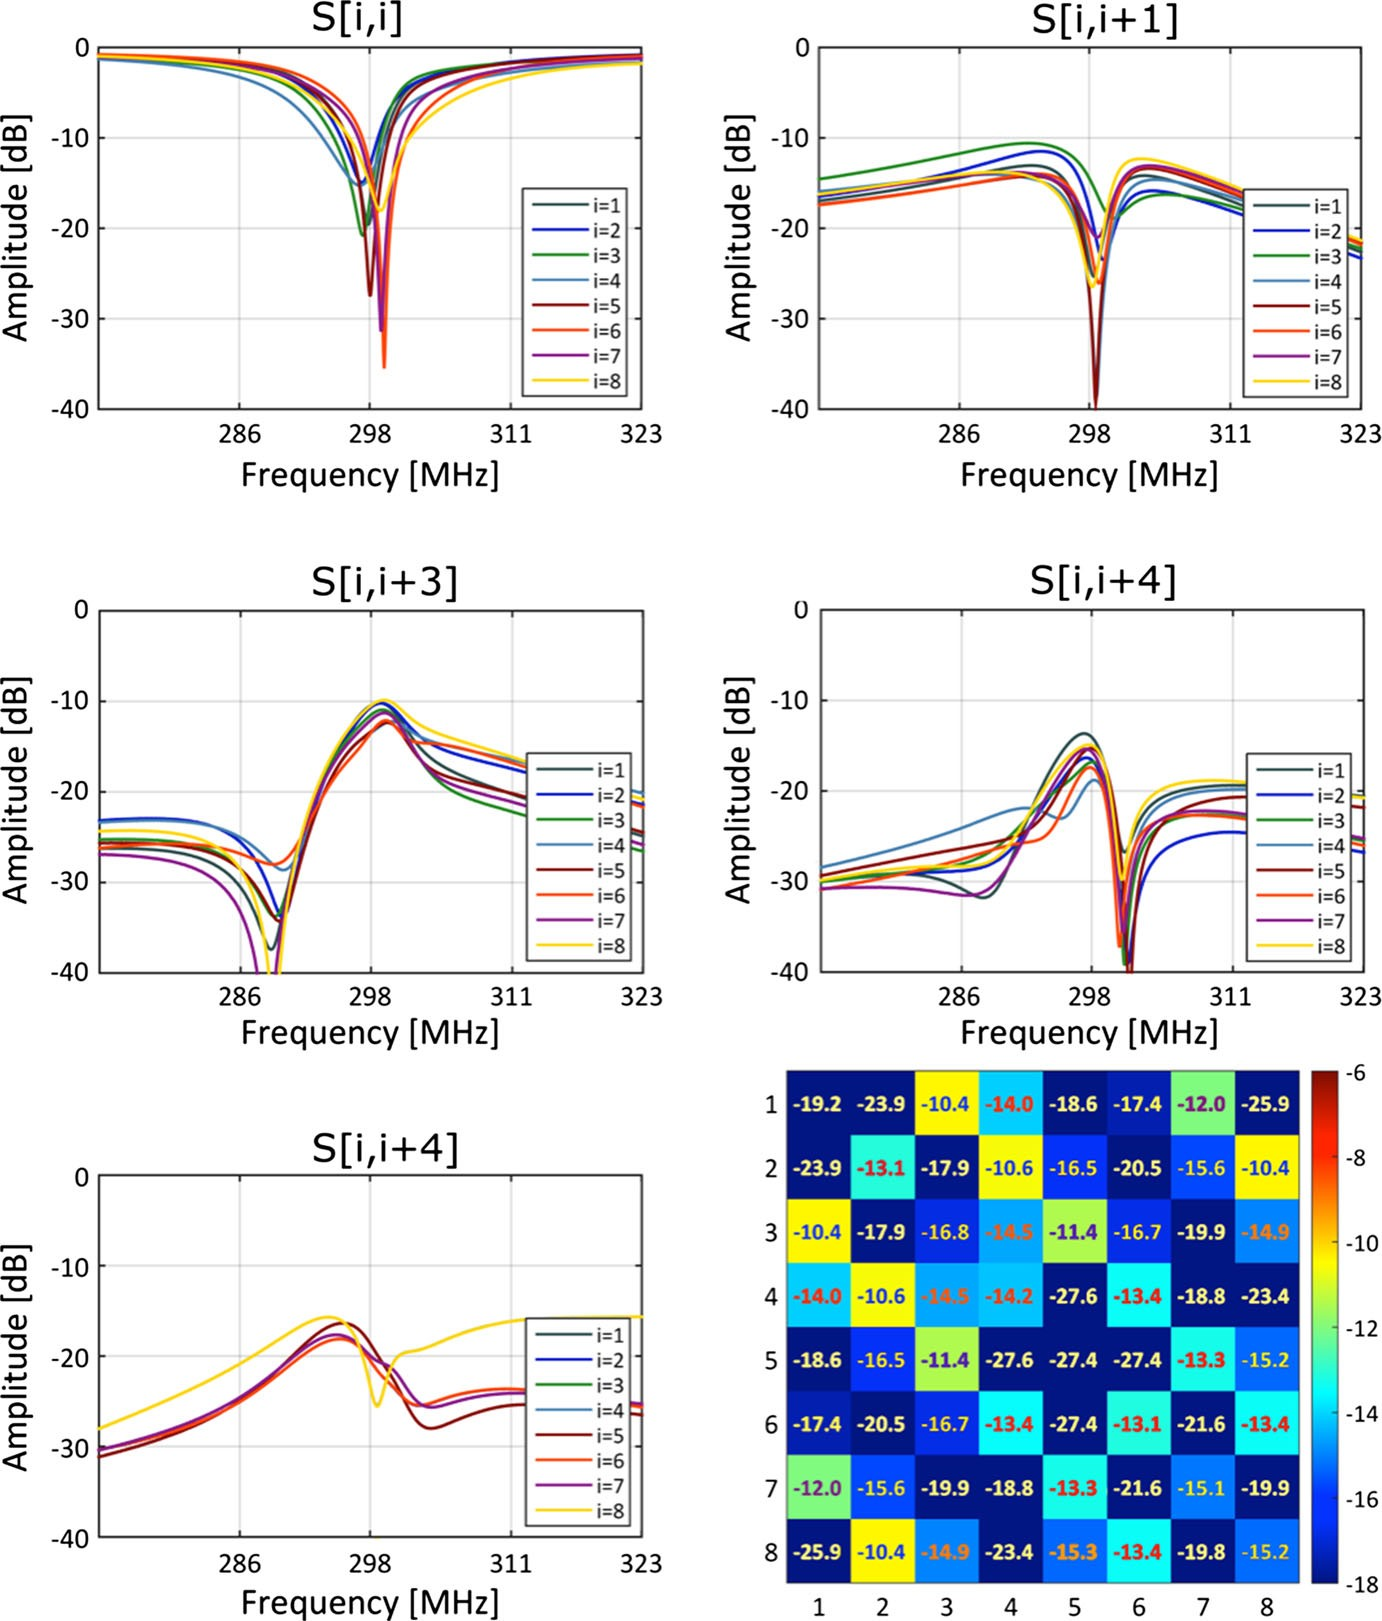 S[i,i]
0
-10
-20
-30
-40
Amplitude [dB]
286 298 311 323
Frequency [MHz]
i=1
i=2
i=3
i=4
i=5
i=6
i=7
i=8
S[i,i+1]
0
-10
-20
-30
-40
Amplitude [dB]
286 298 311 323
Frequency [MHz]
i=1
i=2
i=3
i=4
i=5
i=6
i=7
i=8
S[i,i+3]
0
-10
-20
-30
-40
Amplitude [dB]
286 298 311 323
Frequency [MHz]
i=1
i=2
i=3
i=4
i=5
i=6
i=7
i=8
S[i,i+4]
0
-10
-20
-30
-40
Amplitude [dB]
286 298 311 323
Frequency [MHz]
i=1
i=2
i=3
i=4
i=5
i=6
i=7
i=8
S[i,i+4]
0
-10
-20
-30
-40
Amplitude [dB]
286 298 311 323
Frequency [MHz]
i=1
i=2
i=3
i=4
i=5
i=6
i=7
i=8
1 -19.2 -23.9 -10.4 -14.0 -18.6 -17.4 -12.0 -25.9
2 -23.9 -13.1 -17.9 -10.6 -16.5 -20.5 -15.6 -10.4
3 -10.4 -17.9 -16.8 -14.5 -11.4 -16.7 -19.9 -14.9
4 -14.0 -10.6 -14.5 -14.2 -27.6 -13.4 -18.8 -23.4
5 -18.6 -16.5 -11.4 -27.6 -27.4 -27.4 -13.3 -15.2
6 -17.4 -20.5 -16.7 -13.4 -27.4 -13.1 -21.6 -13.4
7 -12.0 -15.6 -19.9 -18.8 -13.3 -21.6 -15.1 -19.9
8 -25.9 -10.4 -14.9 -23.4 -15.3 -13.4 -19.8 -15.2
1 2 3 4 5 6 7 8
-6
-8
-10
-12
-14
-16
-18